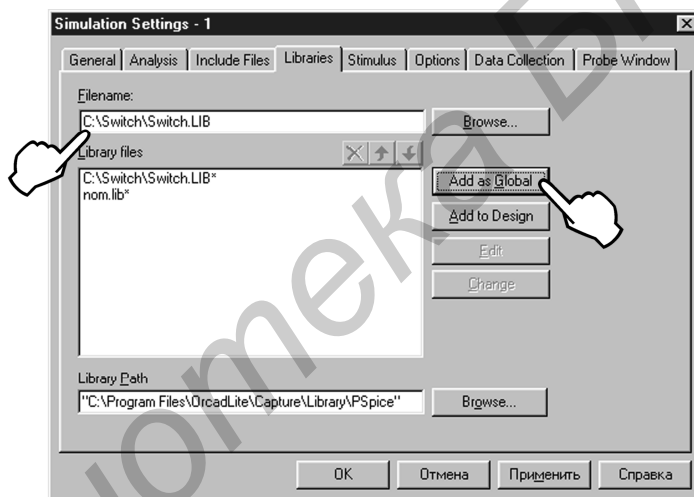 Simulation Settings - 1
General Analysis Include Files Libraries Stimulus Options Data Collection Probe Window
Filename:
C:\Switch\Switch.LIB Browse...
Library files
C:\Switch\Switch.LIB* Add as Global
nom.lib*
Add to Design
Edit
Change
Library Path
"C:\Program Files\OrcadLite\Capture\Library\PSpice" Browse...
OK Отмена Применить Справка